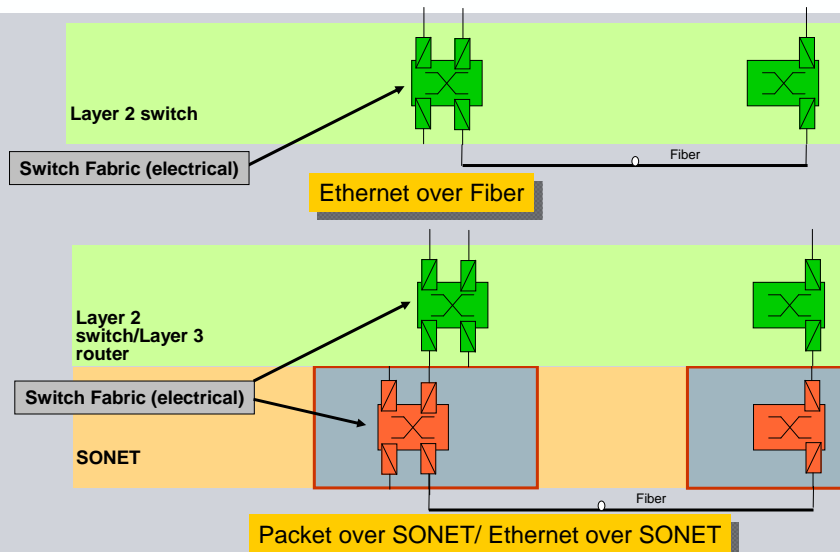 Layer 2 switch
Switch Fabric (electrical)
Fiber
Ethernet over Fiber
Layer 2
switch/Layer 3
router
Switch Fabric (electrical)
SONET
Fiber
Packet over SONET/ Ethernet over SONET